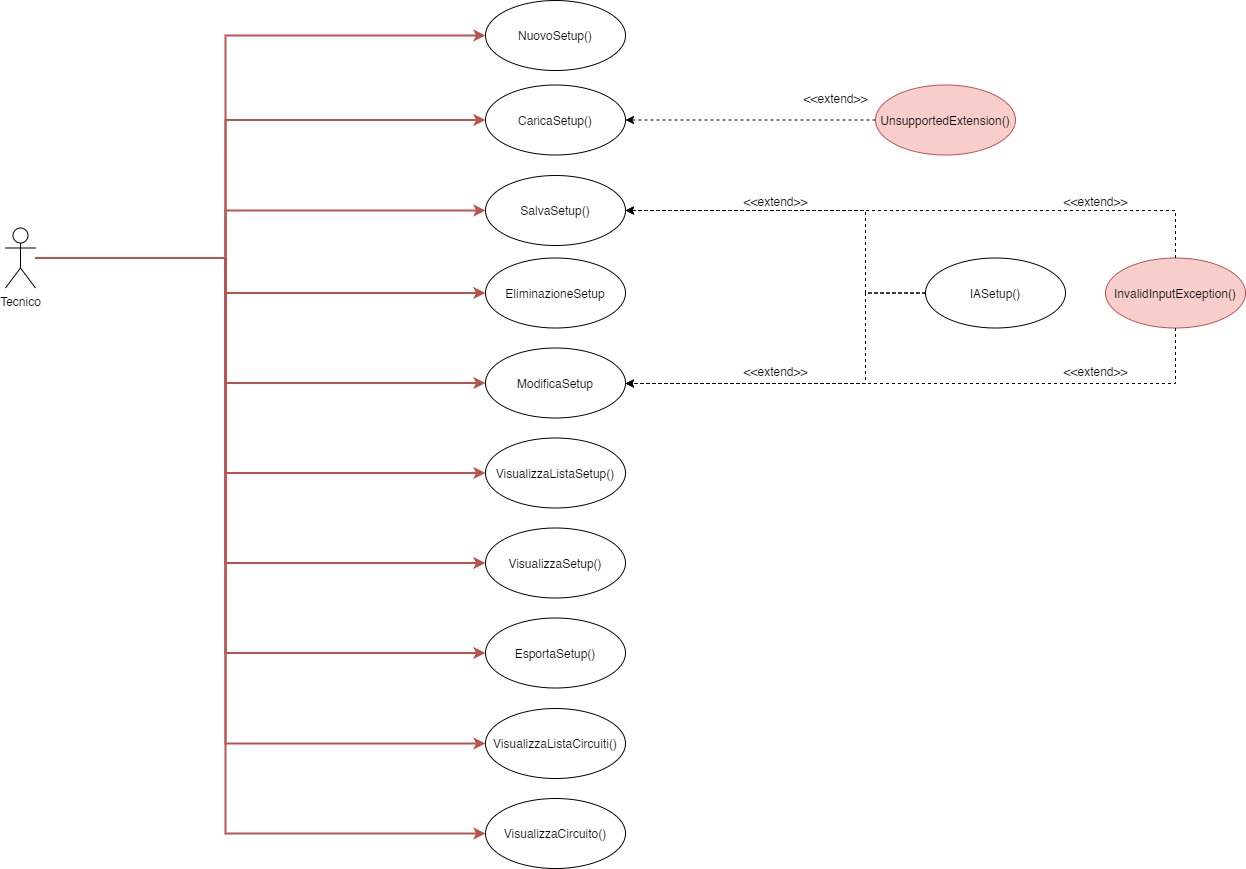 NuovoSetup()
<<extend>>
CaricaSetup()
UnsupportedExtension()
<<extend>>
<<extend>>
SalvaSetup()
Tecnico
EliminazioneSetup
IASetup()
InvalidInputException()
<<extend>>
<<extend>>
ModificaSetup
VisualizzaListaSetup()
VisualizzaSetup()
EsportaSetup()
VisualizzaListaCircuiti()
VisualizzaCircuito()